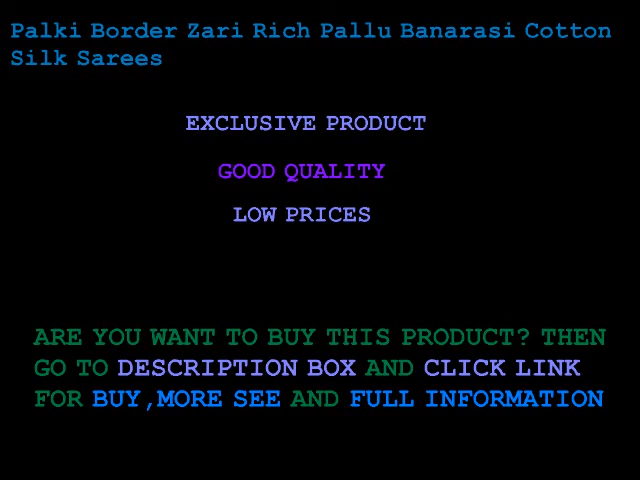 Palki Border Zari Rich Pallu Banarasi Cotton
Silk Sarees
EXCLUSIVE PRODUCT
GOOD QUALITY
LOW PRICES
ARE YOU WANT TO BUY THIS PRODUCT? THEN
GO TO DESCRIPTION BOX AND CLICK LINK
FOR BUY,MORE SEE AND FULL INFORMATION